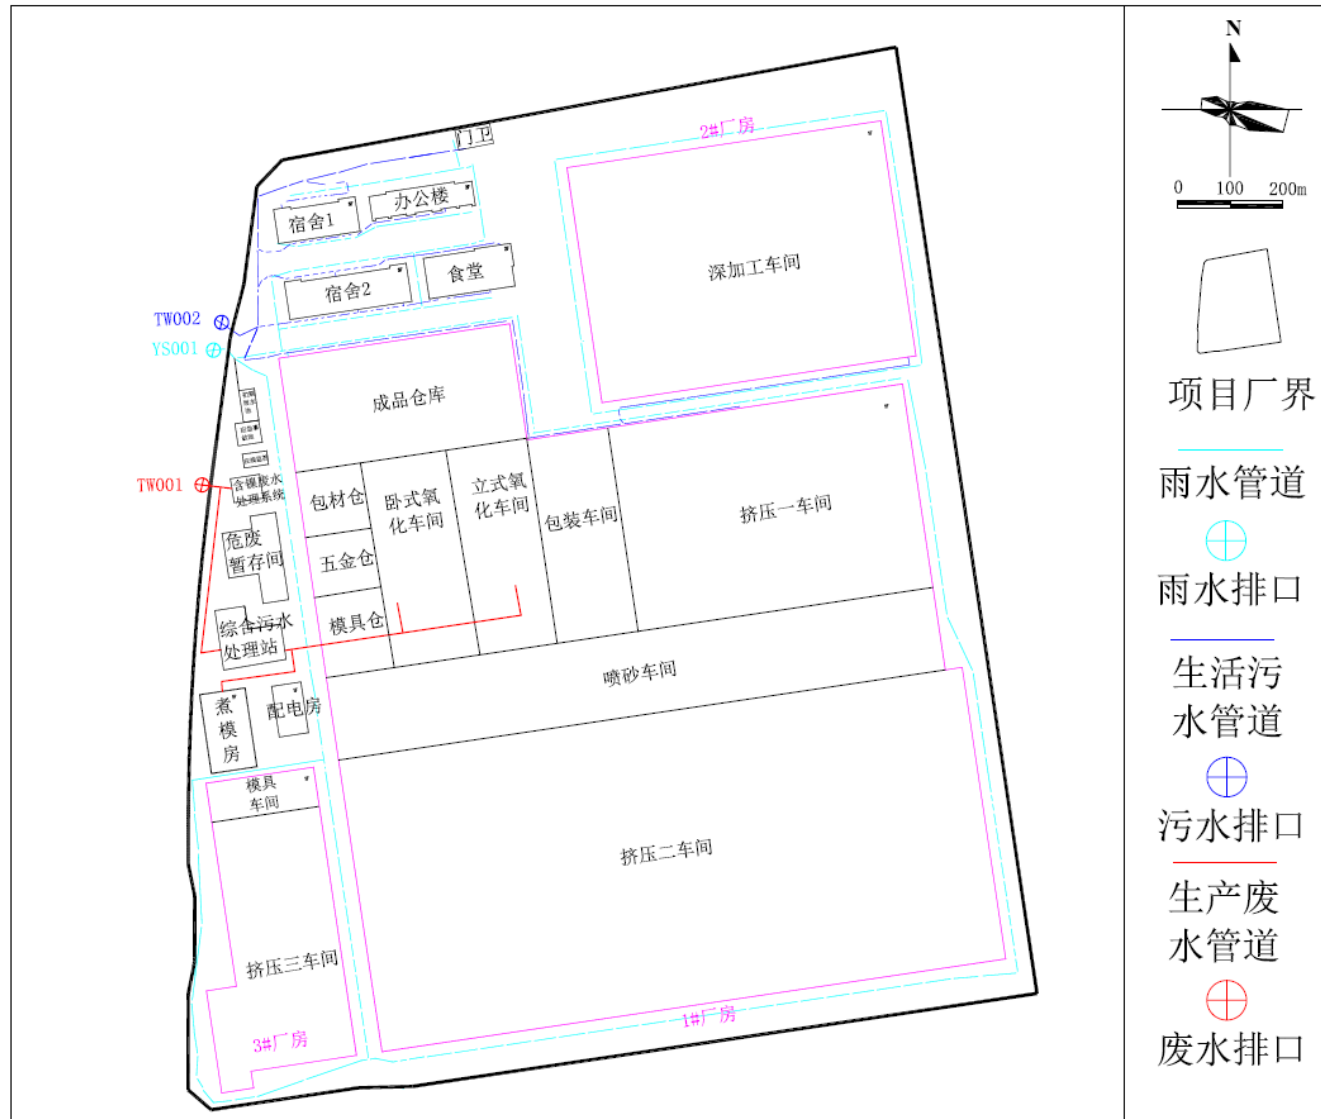 N
0 100 200m
项目厂界
雨水管道
雨水排口
生活污
水管道
污水排口
生产废
水管道
废水排口
门卫
2#厂房
宿舍1
办公楼
宿舍2
食堂
深加工车间
TW002
YS001
成品仓库
TW001
含镍废水
处理系统
包材仓
卧式氧
化车间
立式氧
化车间
包装车间
挤压一车间
危废
暂存间
五金仓
模具仓
综合污水
处理站
喷砂车间
煮
模
房
配电房
模具
车间
挤压二车间
挤压三车间
3#厂房
1#厂房